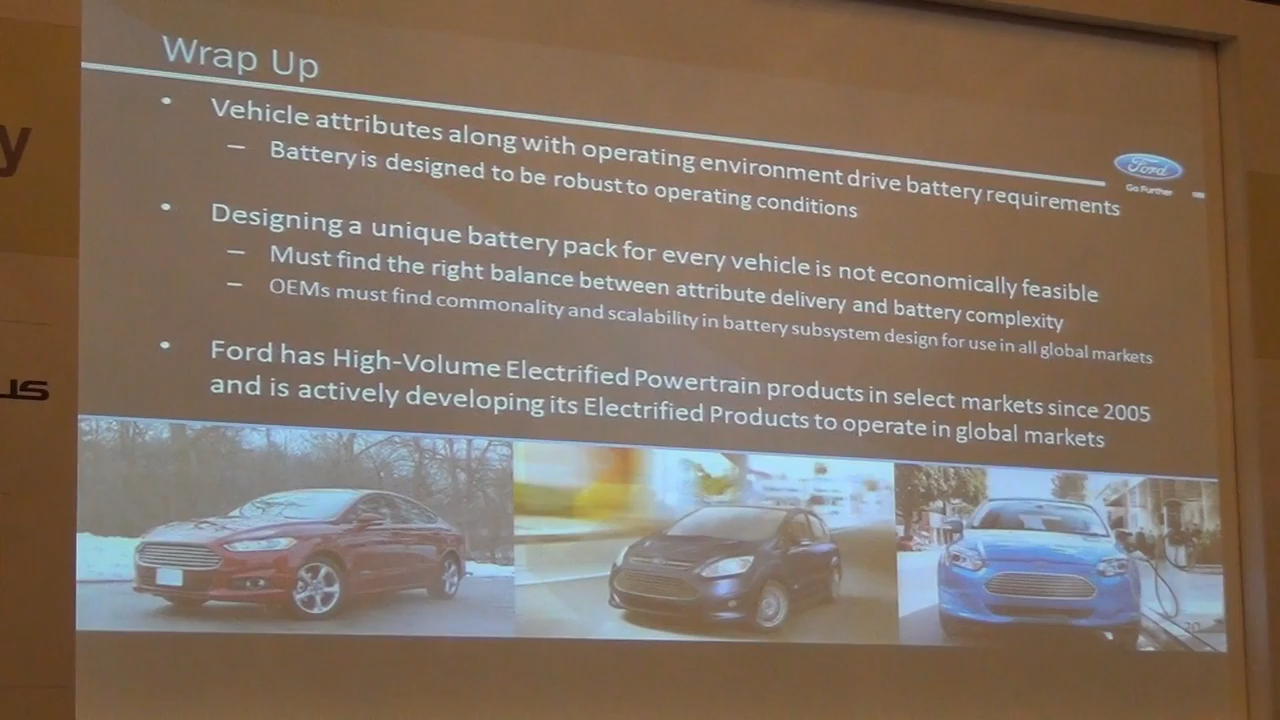 Wrap Up
• Vehicle attributes along with operating environment drive battery requirements
– Battery is designed to be robust to operating conditions
Ford
Go Further
• Designing a unique battery pack for every vehicle is not economically feasible
– Must find the right balance between attribute delivery and battery complexity
– OEMs must find commonality and scalability in battery subsystem design for use in all global markets
• Ford has High-Volume Electrified Powertrain products in select markets since 2005
and is actively developing its Electrified Products to operate in global markets
20
y
us